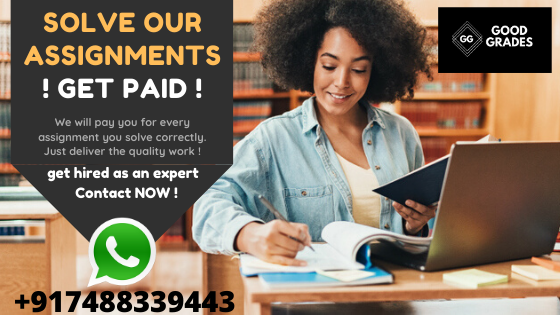 SOLVE OUR
ASSIGNMENTS
! GET PAID !
We will pay you for every
assignment you solve correctly.
Just deliver the quality work !
get hired as an expert
Contact NOW !
+917488339443
GG
GOOD
GRADES